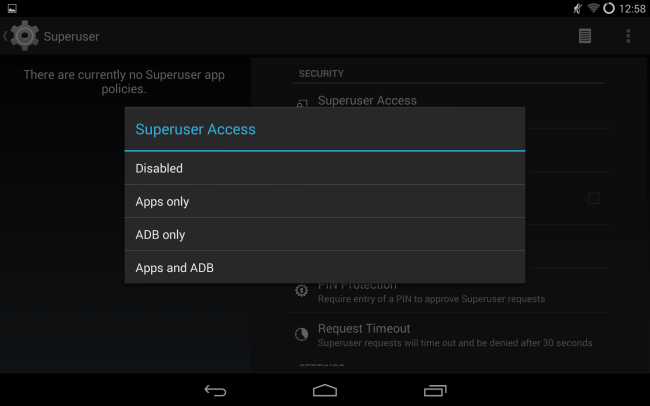 12:58
Superuser
There are currently no Superuser app
policies.
SECURITY
Superuser Access
Superuser Access
Disabled
Apps only
ADB only
Apps and ADB
PIN Protection
Require entry of a PIN to approve Superuser requests
Request Timeout
Superuser requests will time out and be denied after 30 seconds
SETTINGS